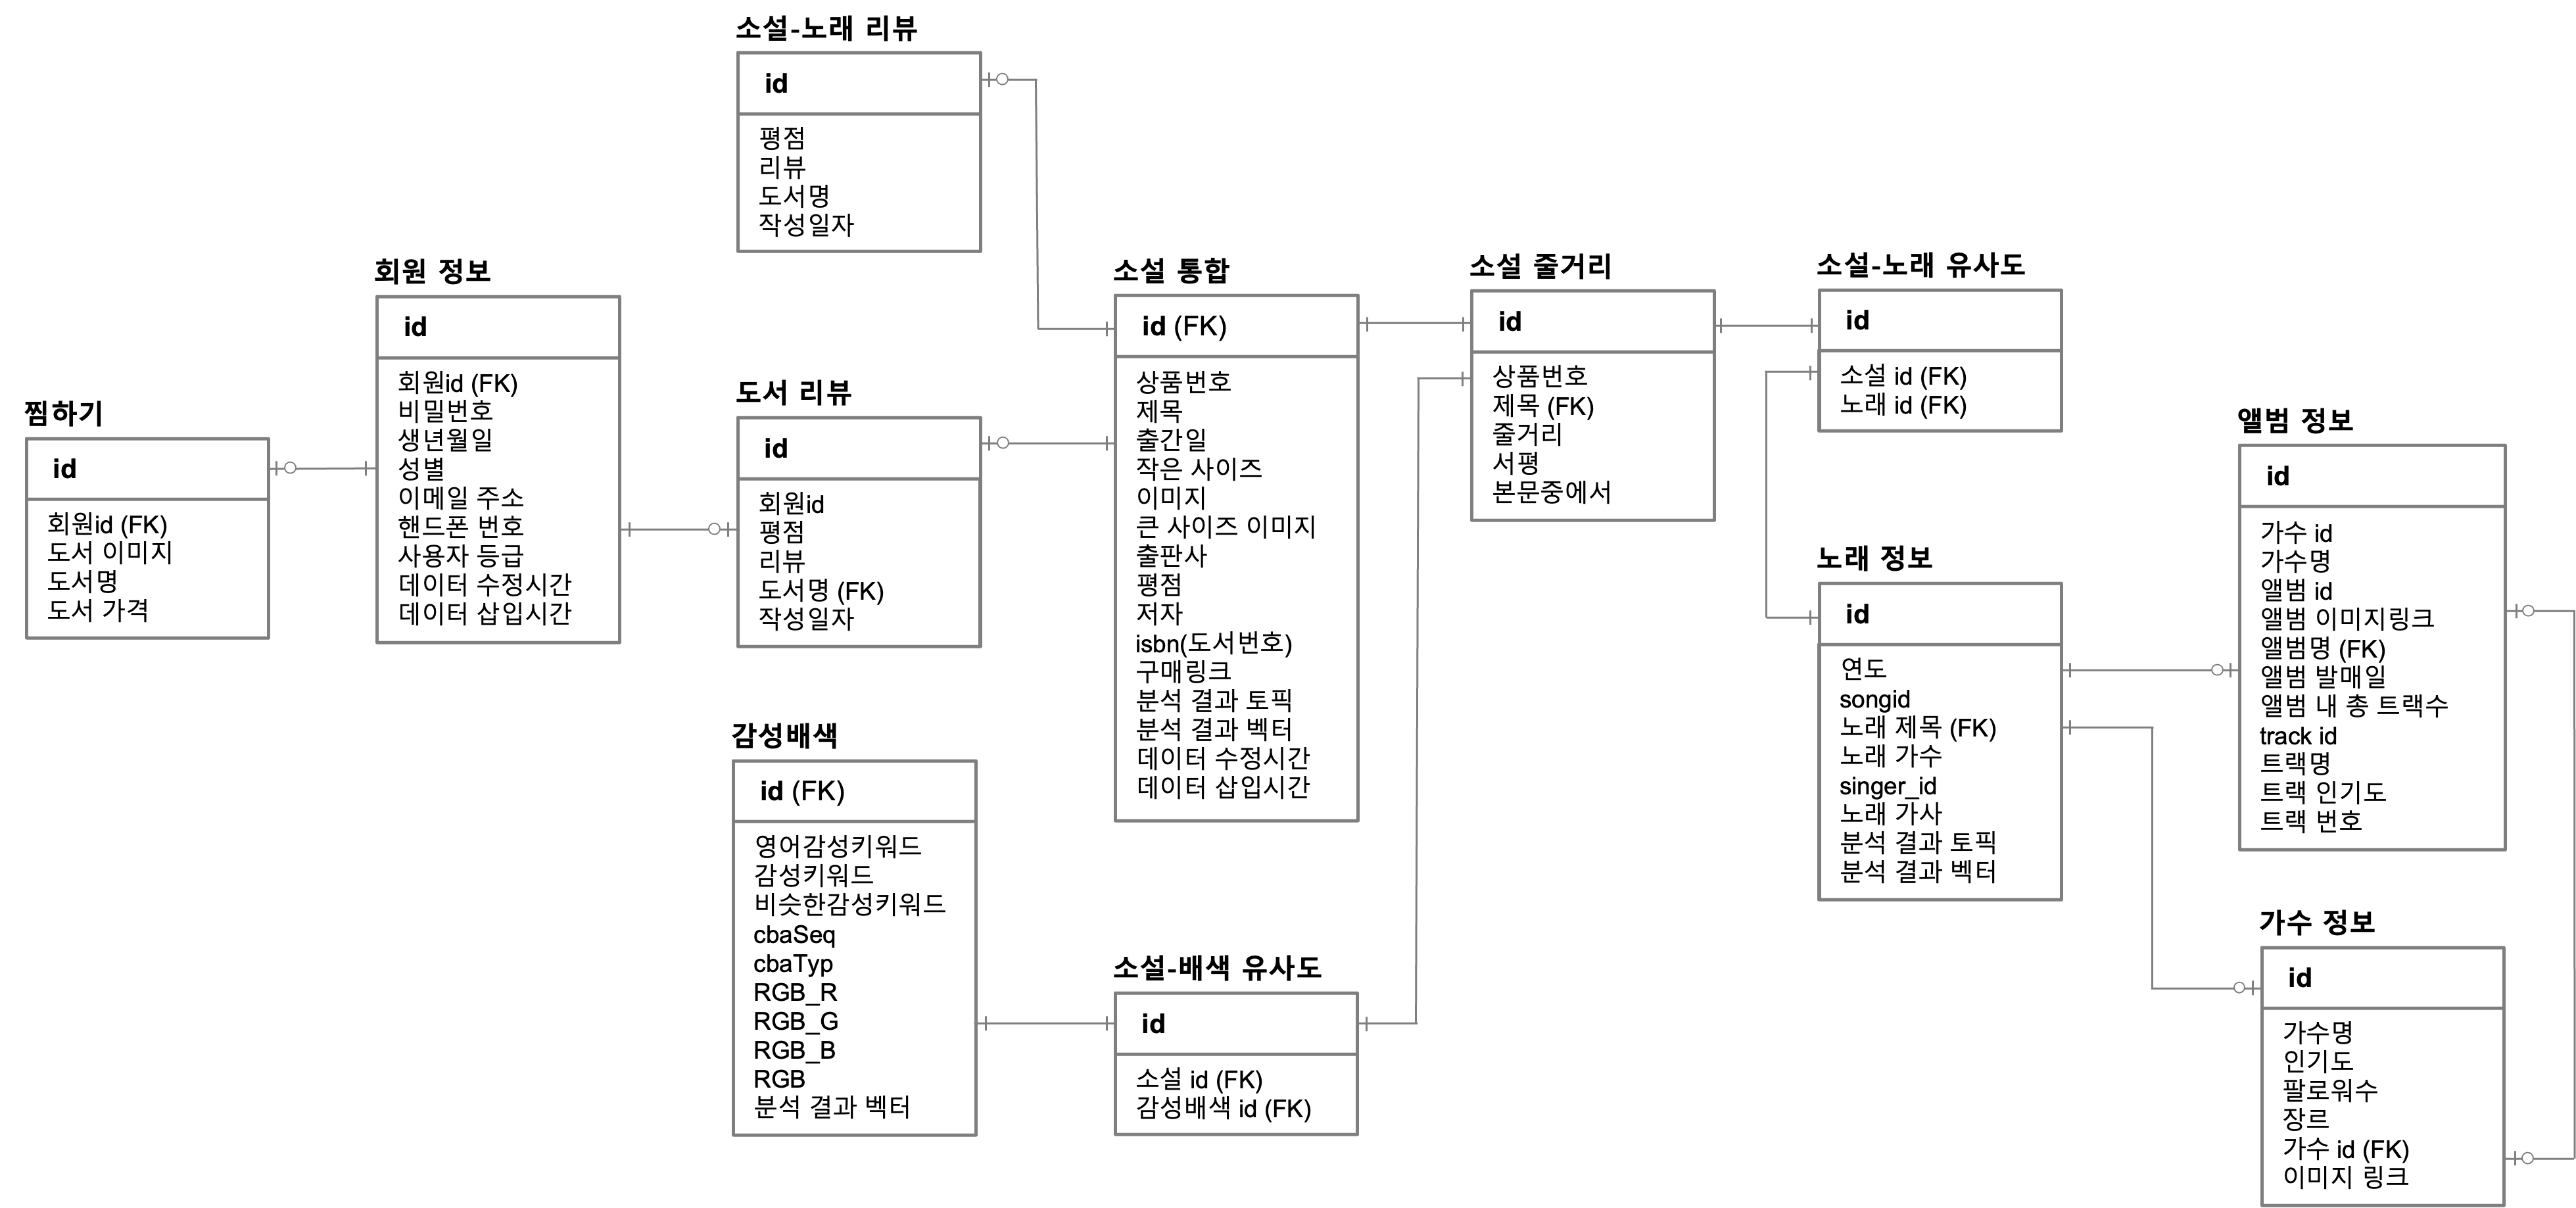 소설-노래 리뷰
id
평점
리뷰
도서명
작성일자
회원 정보
id
회원id (FK)
비밀번호
생년월일
성별
이메일 주소
핸드폰 번호
사용자 등급
데이터 수정시간
데이터 삽입시간
찜하기
id
회원id (FK)
도서 이미지
도서명
도서 가격
도서 리뷰
id
회원id
평점
리뷰
도서명 (FK)
작성일자
감성배색
id (FK)
영어감성키워드
감성키워드
비슷한감성키워드
cbaSeq
cbaTyp
RGB_R
RGB_G
RGB_B
RGB
분석 결과 벡터
소설 통합
id (FK)
상품번호
제목
출간일
작은 사이즈
이미지
큰 사이즈 이미지
출판사
평점
저자
isbn(도서번호)
구매링크
분석 결과 토픽
분석 결과 벡터
데이터 수정시간
데이터 삽입시간
소설-배색 유사도
id
소설 id (FK)
감성배색 id (FK)
소설 줄거리
id
상품번호
제목 (FK)
줄거리
서평
본문중에서
소설-노래 유사도
id
소설 id (FK)
노래 id (FK)
노래 정보
id
연도
songid
노래 제목 (FK)
노래 가수
singer_id
노래 가사
분석 결과 토픽
분석 결과 벡터
앨범 정보
id
가수 id
가수명
앨범 id
앨범 이미지링크
앨범명 (FK)
앨범 발매일
앨범 내 총 트랙수
track id
트랙명
트랙 인기도
트랙 번호
가수 정보
id
가수명
인기도
팔로워수
장르
가수 id (FK)
이미지 링크